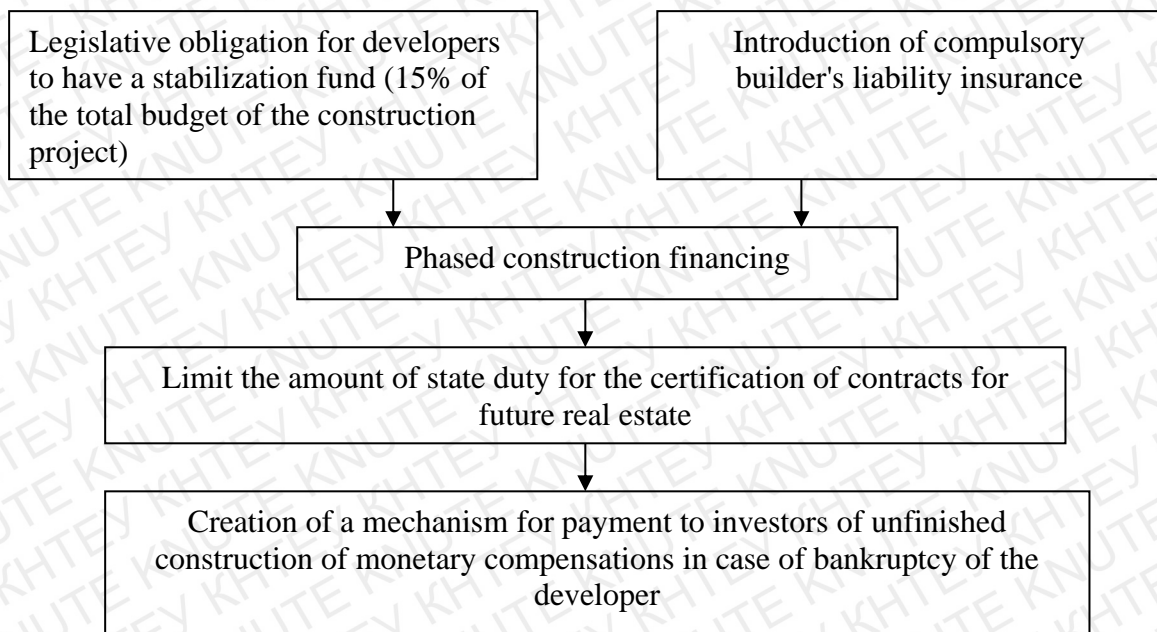 Legislative obligation for developers
to have a stabilization fund (15% of
the total budget of the construction
project)
Introduction of compulsory
builder's liability insurance
Phased construction financing
Limit the amount of state duty for the certification of contracts for
future real estate
Creation of a mechanism for payment to investors of unfinished
construction of monetary compensations in case of bankruptcy of the
developer